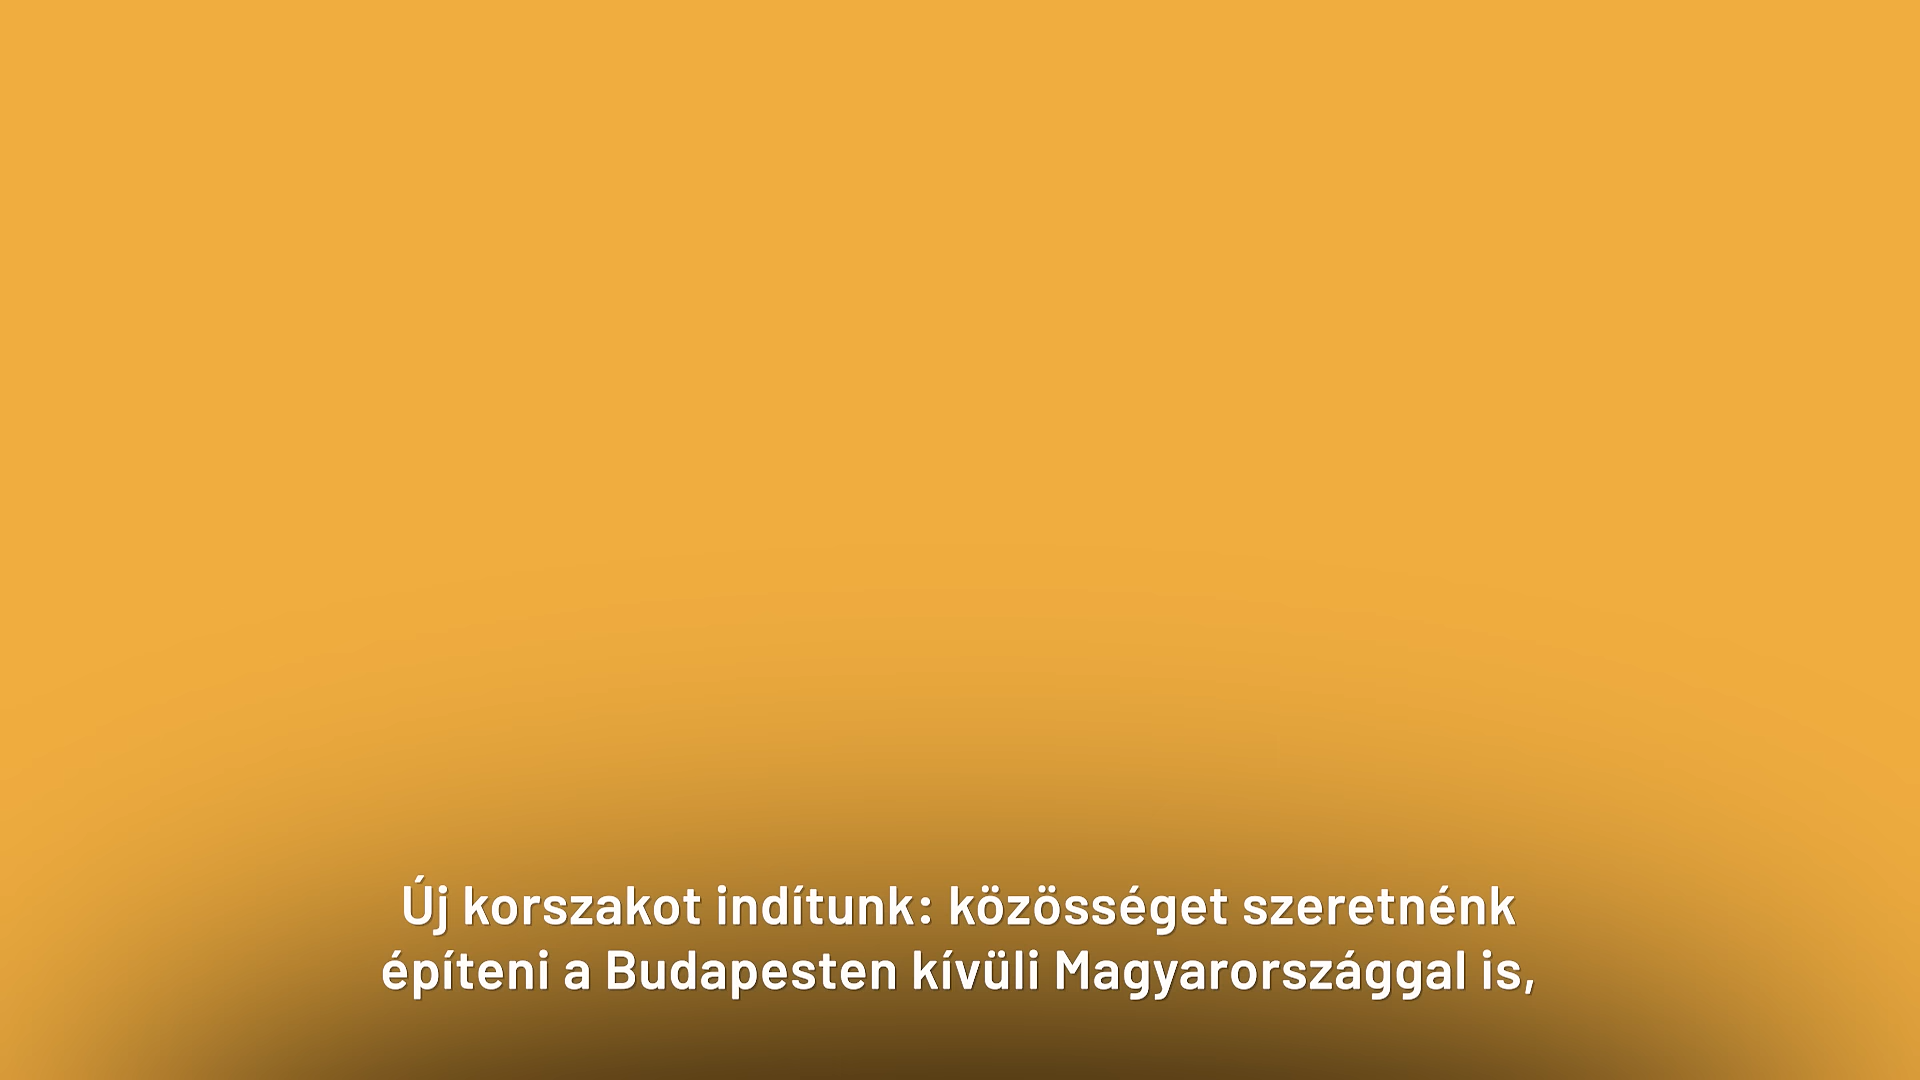 Új korszakot indítunk: közösséget szeretnénk
építeni a Budapesten kívüli Magyarországgal is,